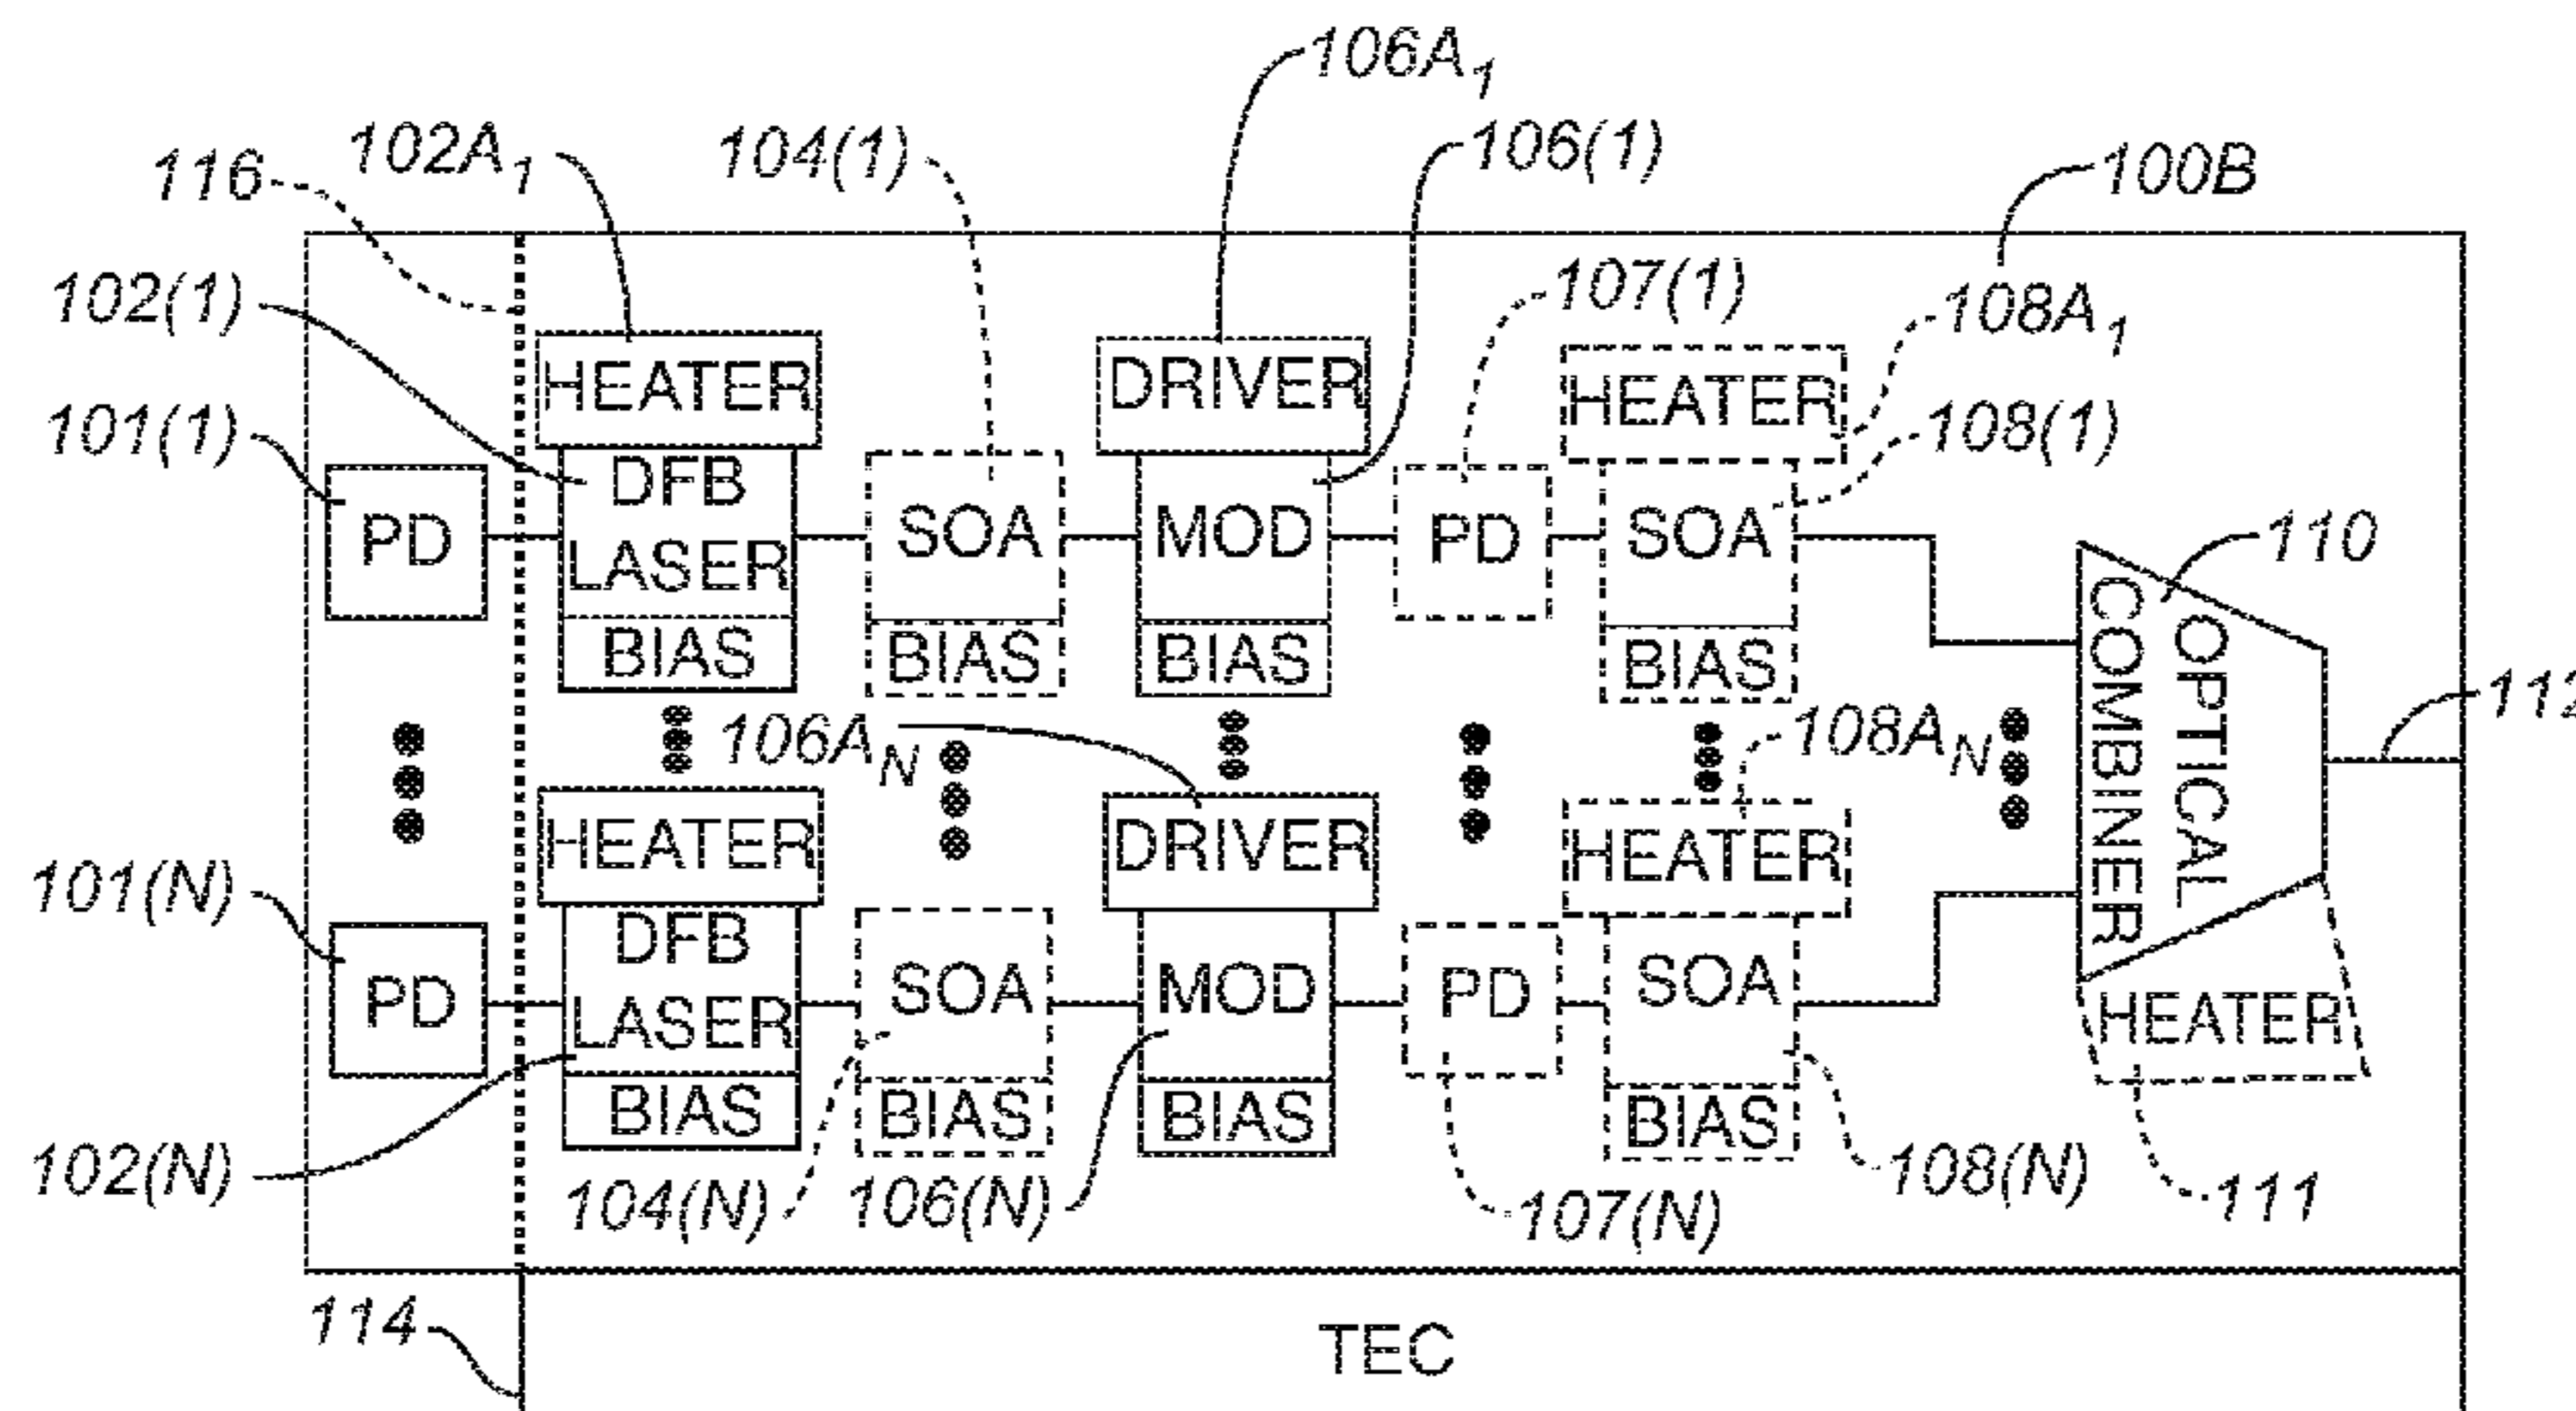 106A1
102A1
104(1)
106(1)
116
100B
102(1)
107(1)
108A1
HEATER
DRIVER
HEATER
101(1)
108(1)
PD
DFB
LASER
BIAS
SOA
BIAS
MOD
BIAS
PD
SOA
BIAS
110
OPTICAL
COMBINER
112
106AN
108AN
HEATER
DRIVER
HEATER
101(N)
PD
DFB
LASER
BIAS
SOA
BIAS
MOD
BIAS
PD
SOA
BIAS
HEATER
102(N)
104(N)
106(N)
107(N)
108(N)
111
114
TEC